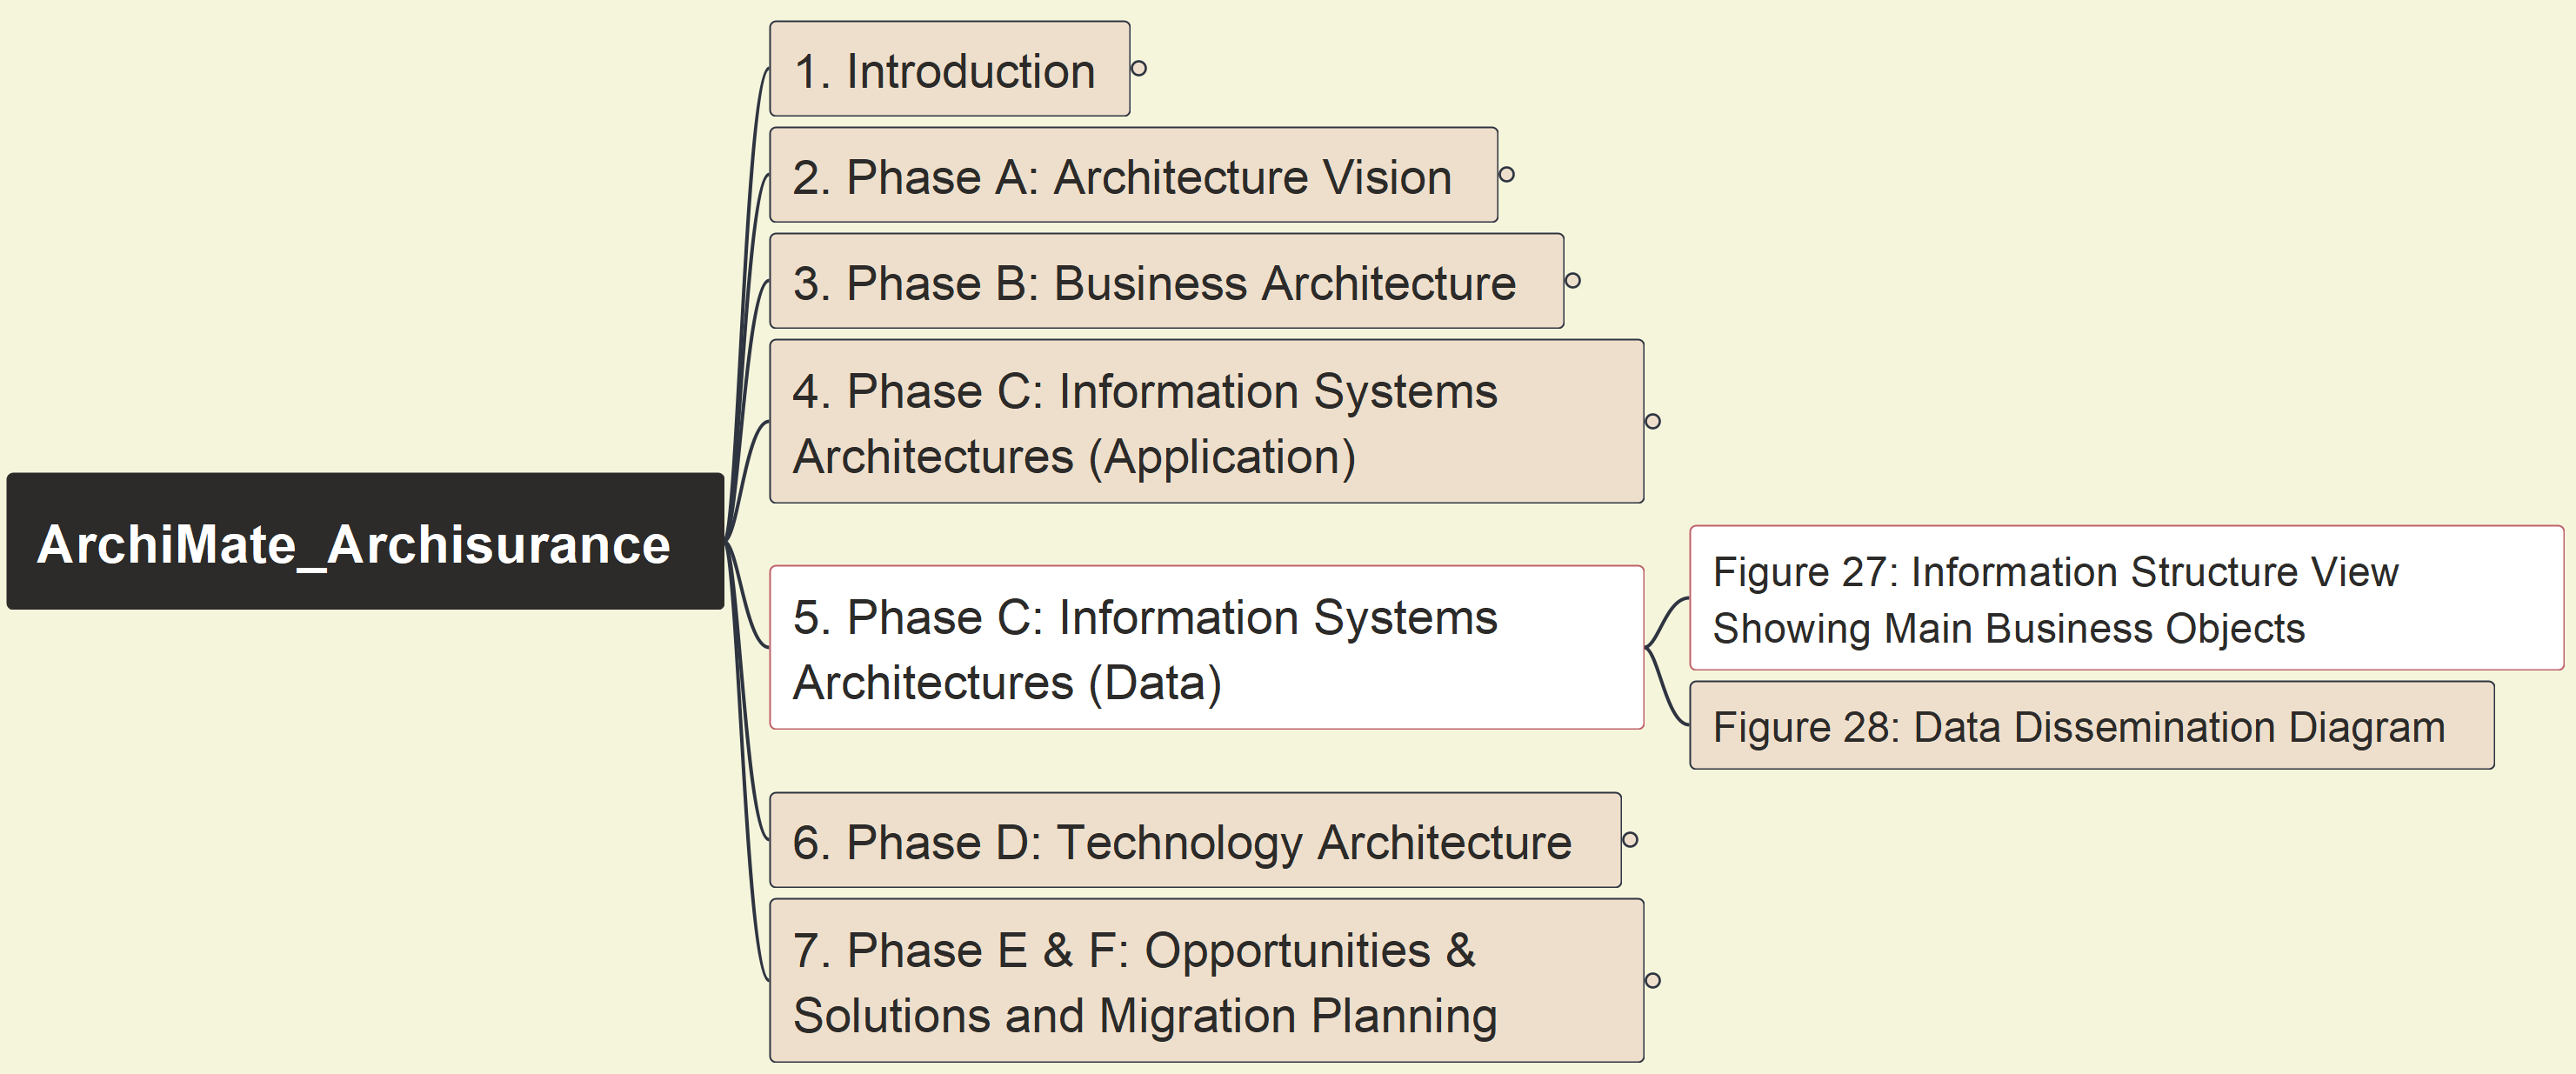 ArchiMate_Archisurance
1. Introduction
2. Phase A: Architecture Vision
3. Phase B: Business Architecture
4. Phase C: Information Systems
Architectures (Application)
5. Phase C: Information Systems
Architectures (Data)
Figure 27: Information Structure View
Showing Main Business Objects
Figure 28: Data Dissemination Diagram
6. Phase D: Technology Architecture
7. Phase E & F: Opportunities &
Solutions and Migration Planning